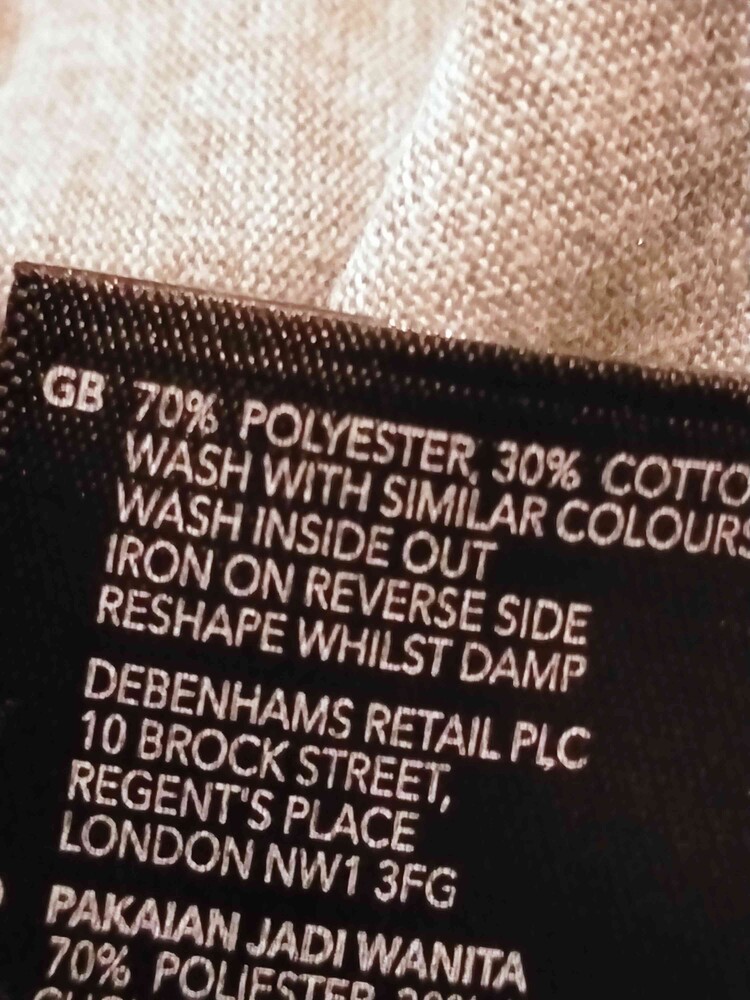 GB 70% POLYESTER, 30% COTTO
WASH WITH SIMILAR COLOURS
WASH INSIDE OUT
IRON ON REVERSE SIDE
RESHAPE WHILST DAMP
DEBENHAMS RETAIL PLC
10 BROCK STREET,
REGENT'S PLACE
LONDON NW1 3FG
PAKAIAN JADI WANITA
70% POLIESTER